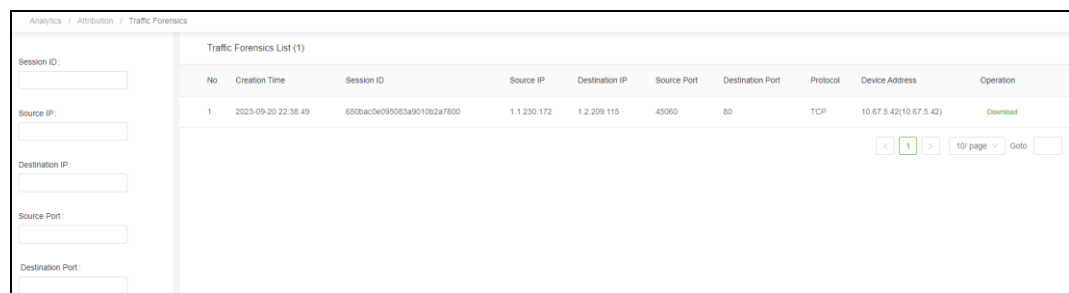 Analytics / Attribution / Traffic Forensics
Session ID:
Source IP:
Destination IP:
Source Port:
Destination Port:
Traffic Forensics List (1)
No Creation Time Session ID Source IP Destination IP Source Port Destination Port Protocol Device Address Operation
1 2023-09-20 22:38:49 650bac0e095083a9010b2a7800 1.1.230.172 1.2.209.115 45060 80 TCP 10.67.5.42(10.67.5.42) Download
< 1 > 10/ page Goto